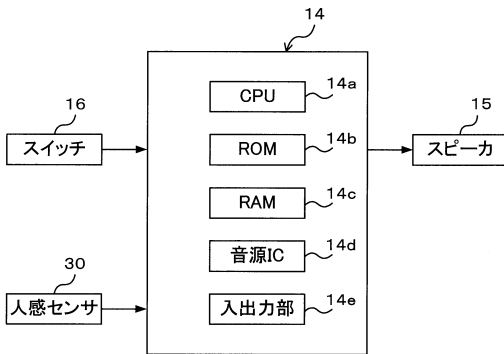 14
CPU
14a
16
スイッチ
ROM
14b
15
スピーカ
RAM
14c
音源IC
14d
30
人感センサ
入出力部
14e